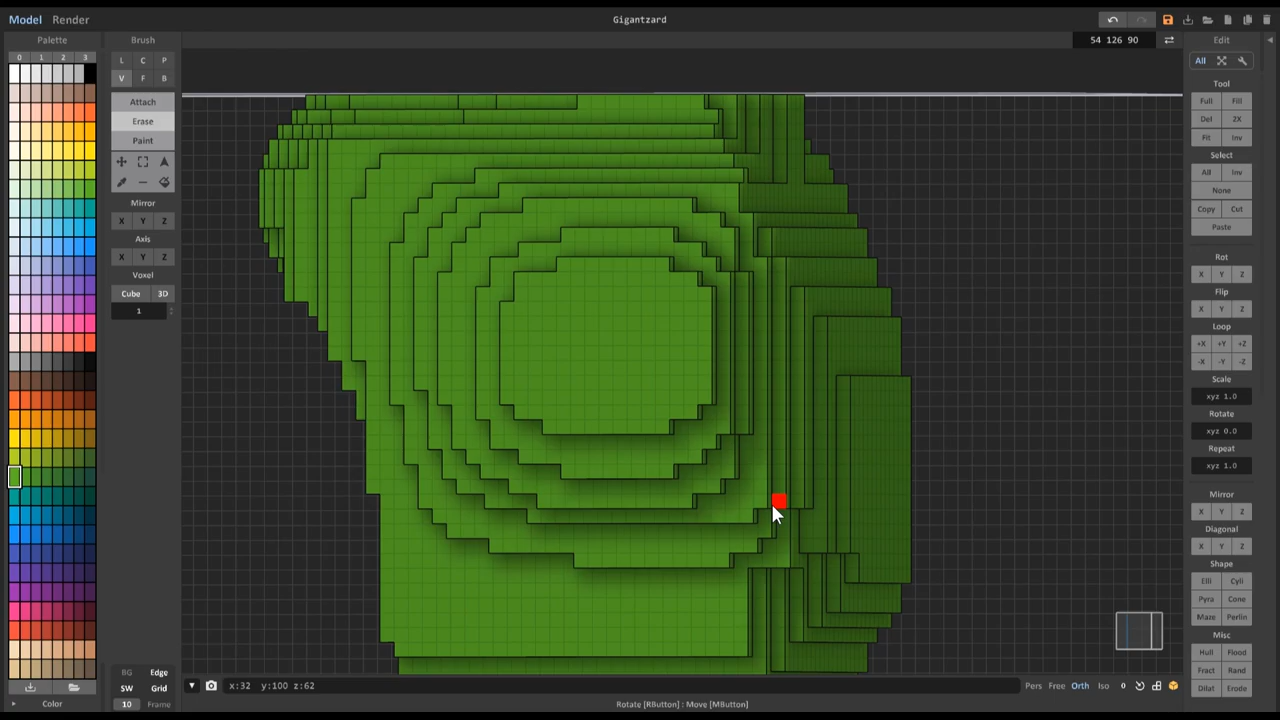 Model Render
Gigantzard
Palette
0 1 2 3
Color
Brush
L C P
V F B
Attach
Erase
Paint
Mirror
X Y Z
Axis
X Y Z
Voxel
Cube 3D
1
BG Edge
SW Grid
10 Frame
54 126 90
x:32 y:100 z:62
Pers Free Orth Iso 0
Rotate [RButton] : Move [MButton]
Edit
All
Tool
Full Fill
Del 2X
Fit Inv
Select
All Inv
None
Copy Cut
Paste
Rot
X Y Z
Flip
X Y Z
Loop
+X +Y +Z
-X -Y -Z
Scale
xyz 1.0
Rotate
xyz 0.0
Repeat
xyz 1.0
Mirror
X Y Z
Diagonal
X Y Z
Shape
Elli Cyli
Pyra Cone
Maze Perlin
Misc
Hull Flood
Fract Rand
Dilat Erode